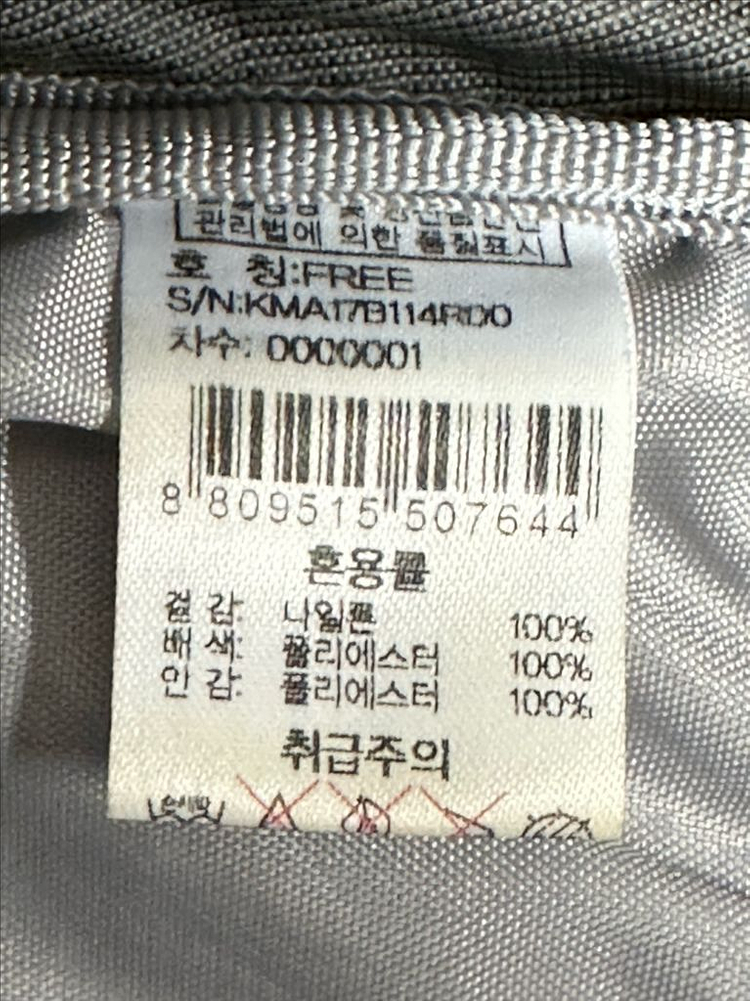 관리법에 의한 품질표시
호 칭:FREE
S/N:KMA17B114R00
차수: 0000001
8 809515 507644
혼용률
겉 감: 나일론 100%
배 색: 폴리에스터 100%
안 감: 폴리에스터 100%
취급주의